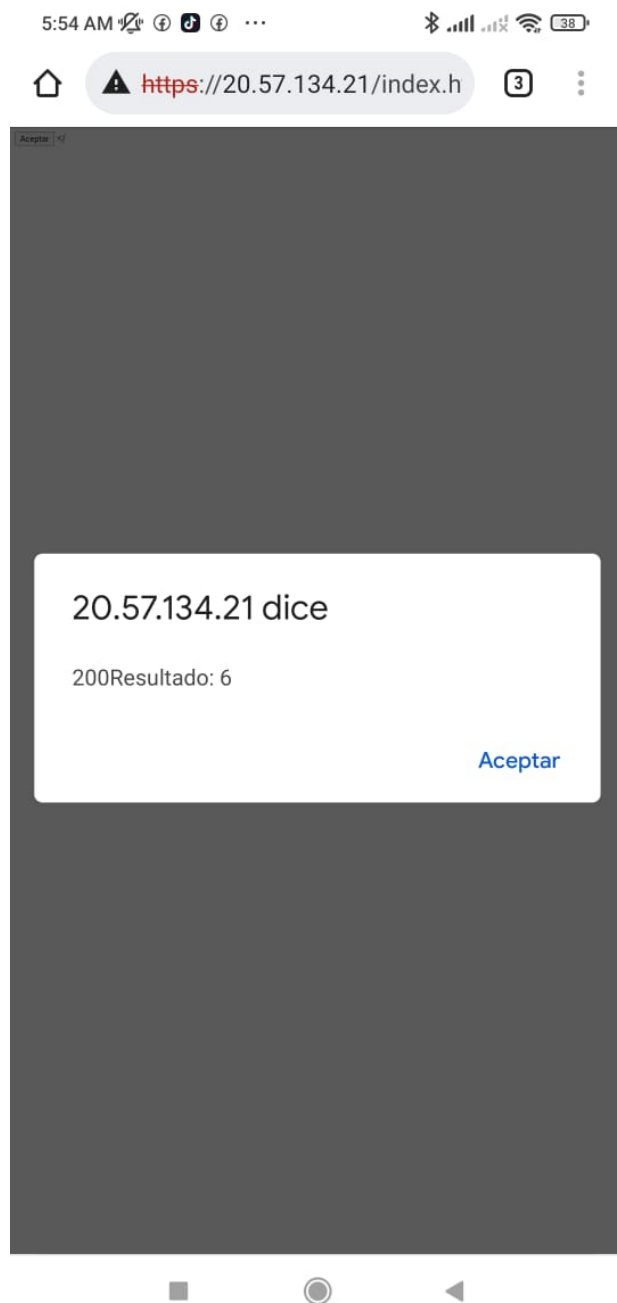 5:54 AM ... 38
https://20.57.134.21/index.h 3
Aceptar </
20.57.134.21 dice
200Resultado: 6
Aceptar